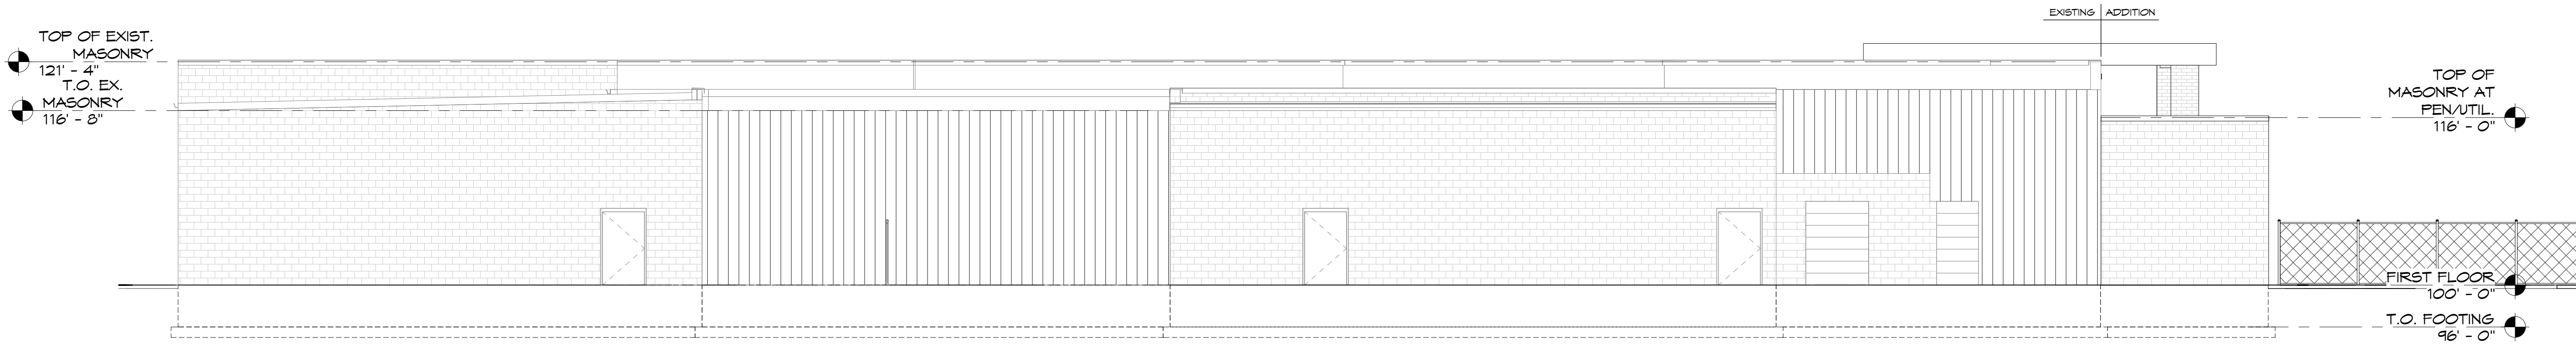 EXISTING ADDITION
TOP OF EXIST.
MASONRY
121' - 4"
T.O. EX.
MASONRY
116' - 8"
TOP OF
MASONRY AT
PEN/UTIL.
116' - 0"
FIRST FLOOR
100' - 0"
T.O. FOOTING
96' - 0"